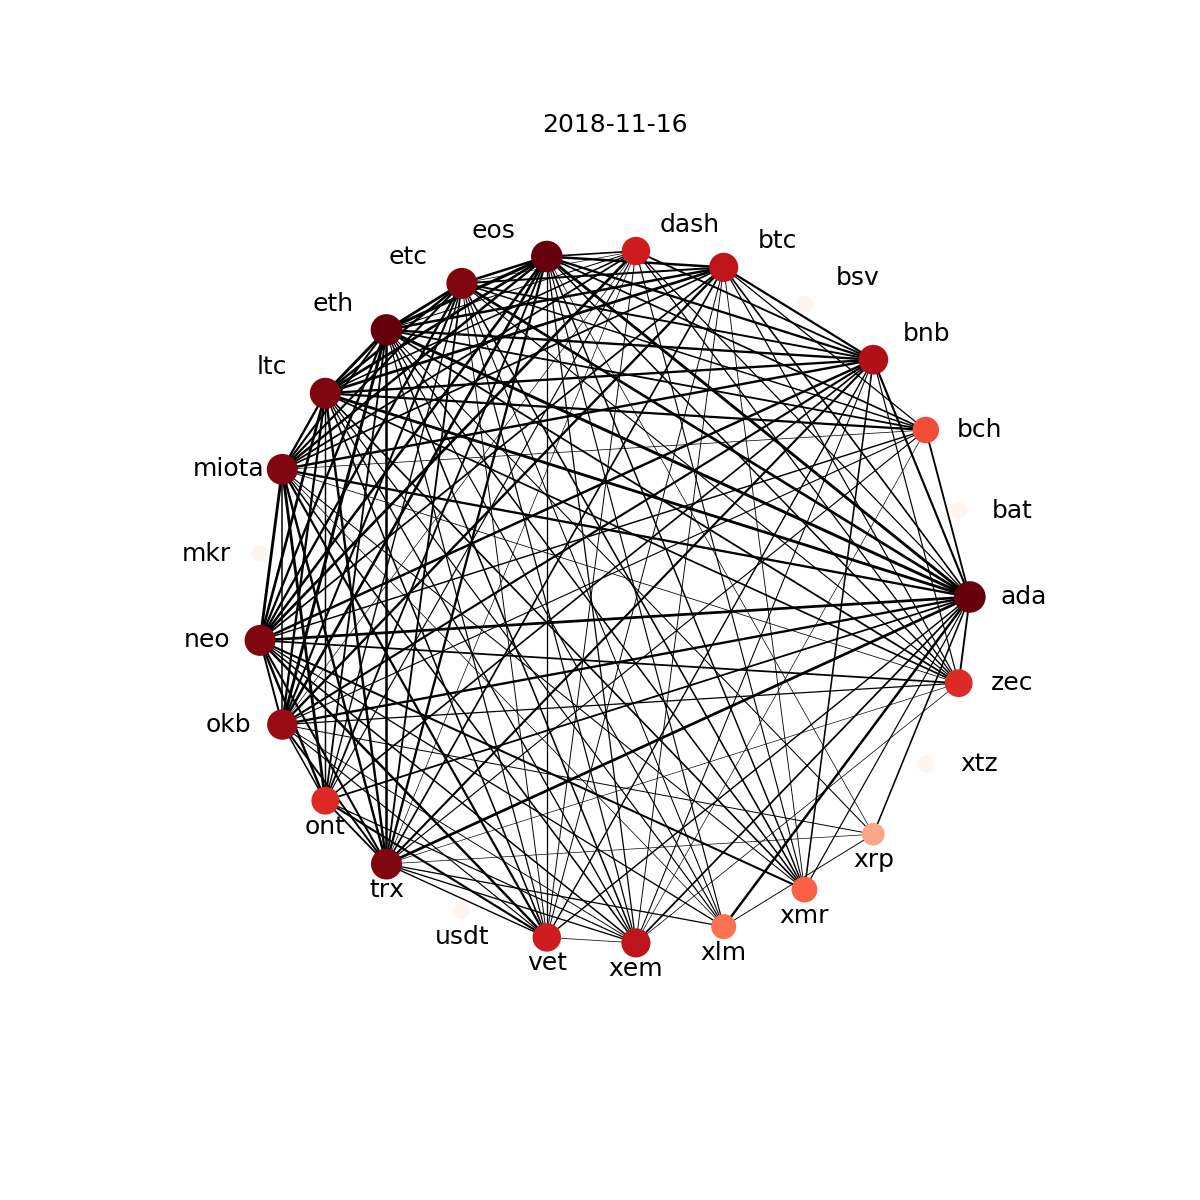 2018-11-16
dash
eos
btc
etc
bsv
eth
bnb
ltc
bch
miota
bat
mkr
ada
neo
zec
okb
xtz
ont
xrp
trx
xmr
usdt
xlm
vet
xem